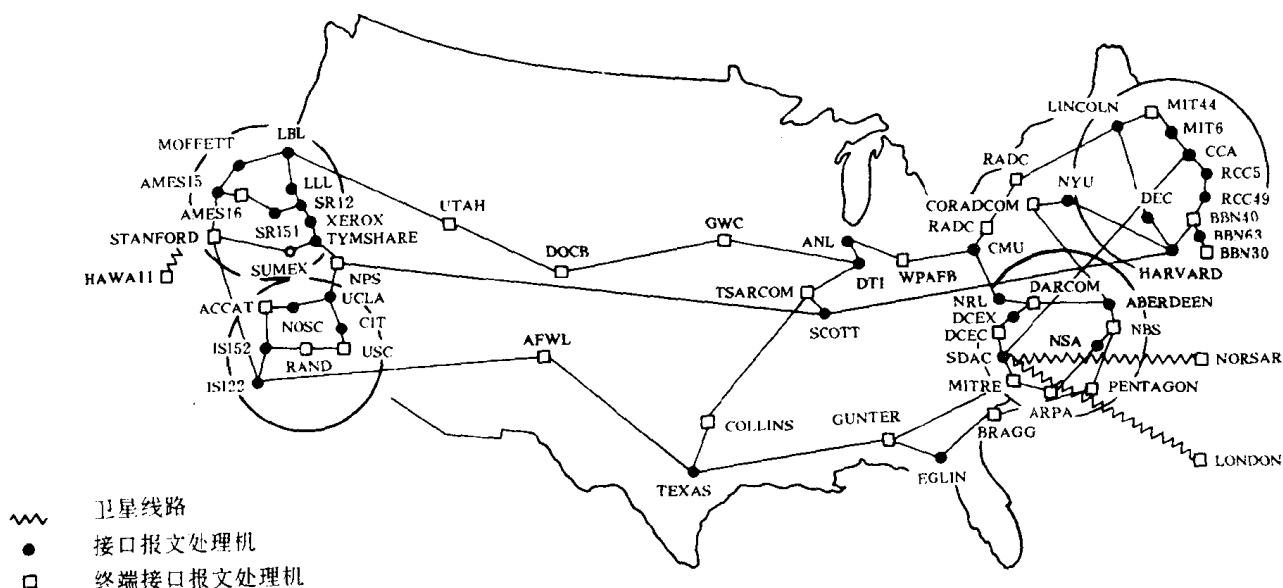 LINCOLN
MIT44
MIT6
CCA
RCC5
RCC49
BBN40
BBN63
BBN30
HARVARD
DEC
NYU
RADC
CORADCOM
RADC
MOFFETT
LBL
AMES15
LLL
SR12
AMES16
XEROX
SR151
TYMSHARE
STANFORD
SUMEX
HAWA11
NPS
UTAH
DOCB
GWC
ANL
DTI
WPAFB
CMU
TSARCOM
SCOTT
ACCAT
UCLA
NOSC
CIT
ISI52
RAND
USC
ISI22
AFWL
NRL
DARCOM
ABERDEEN
DCEX
DCEC
NBS
NSA
SDAC
NORSAR
MITRE
PENTAGON
ARPA
BRAGG
COLLINS
GUNTER
LONDON
TEXAS
EGLIN
卫星线路
接口报文处理机
终端接口报文处理机